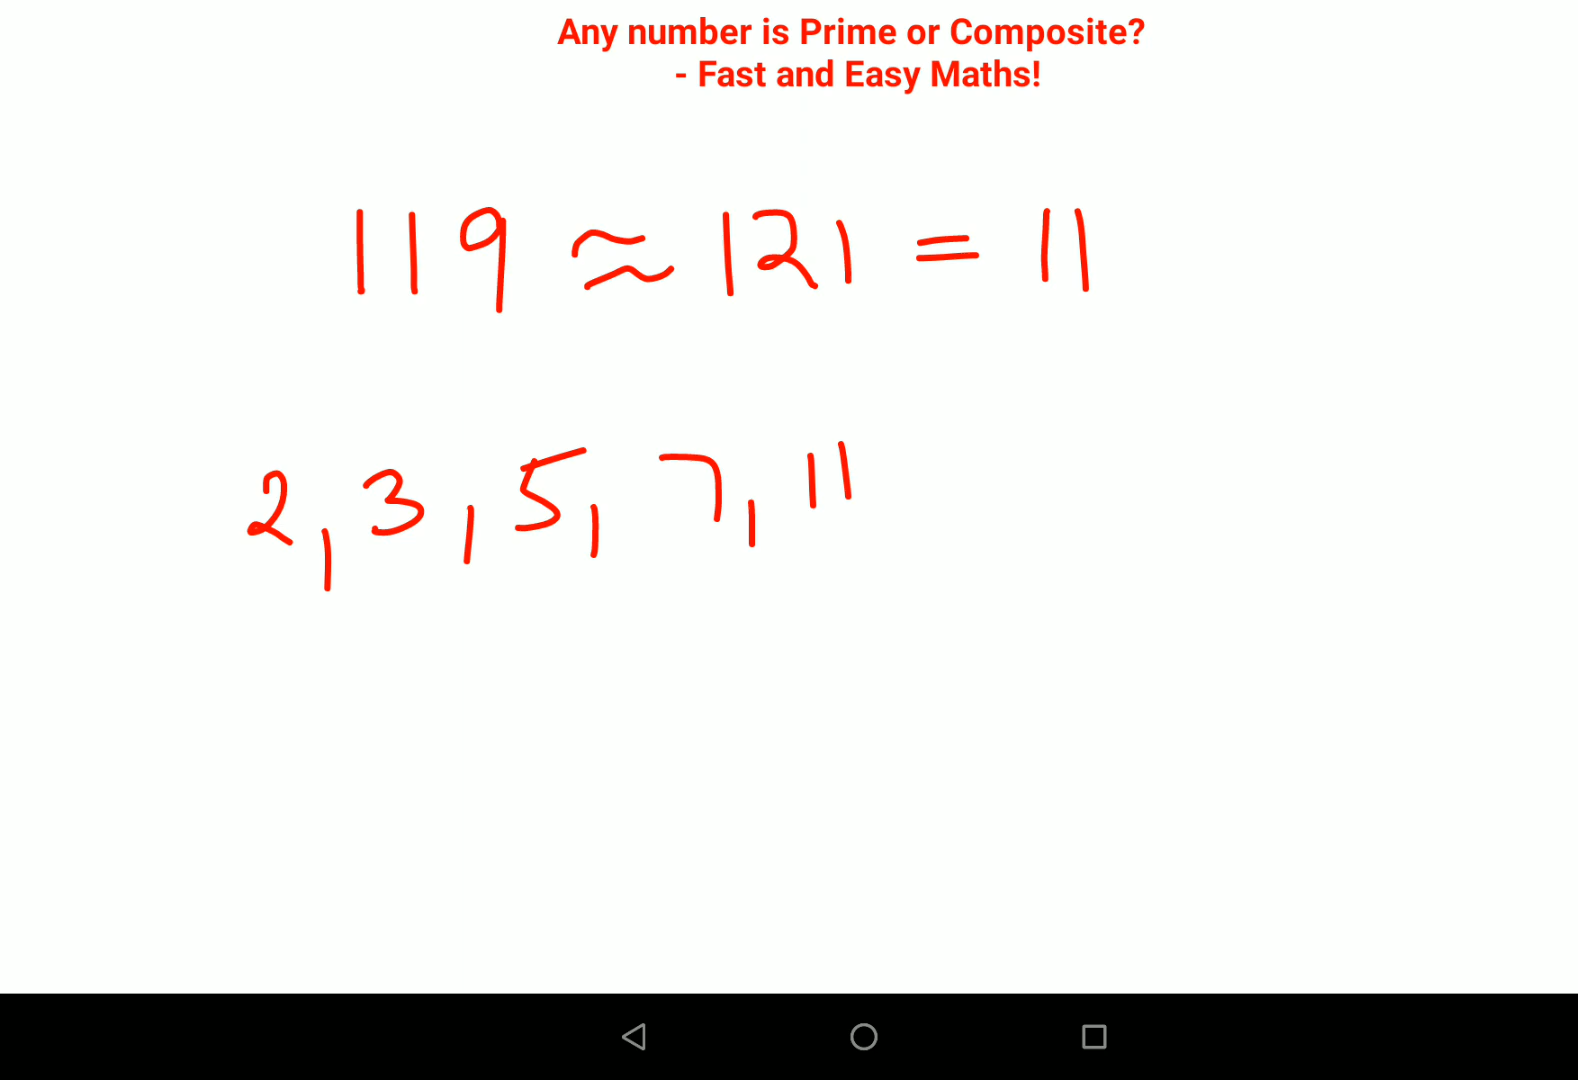 Any number is Prime or Composite?
- Fast and Easy Maths!
119 ≈ 121 = 11
2, 3, 5, 7, 11